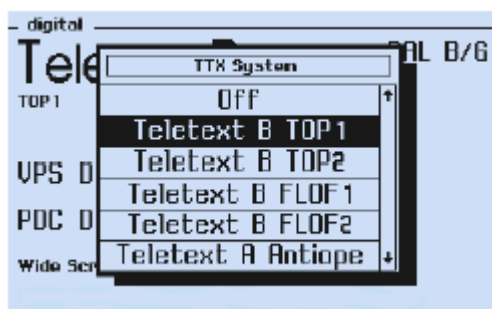 digital
Tele
PAL B/G
TTX System
TOP1
Off
Teletext B TOP1
Teletext B TOP2
VPS D
Teletext B FLOF1
PDC D
Teletext B FLOF2
Wide Scr
Teletext A Antiope